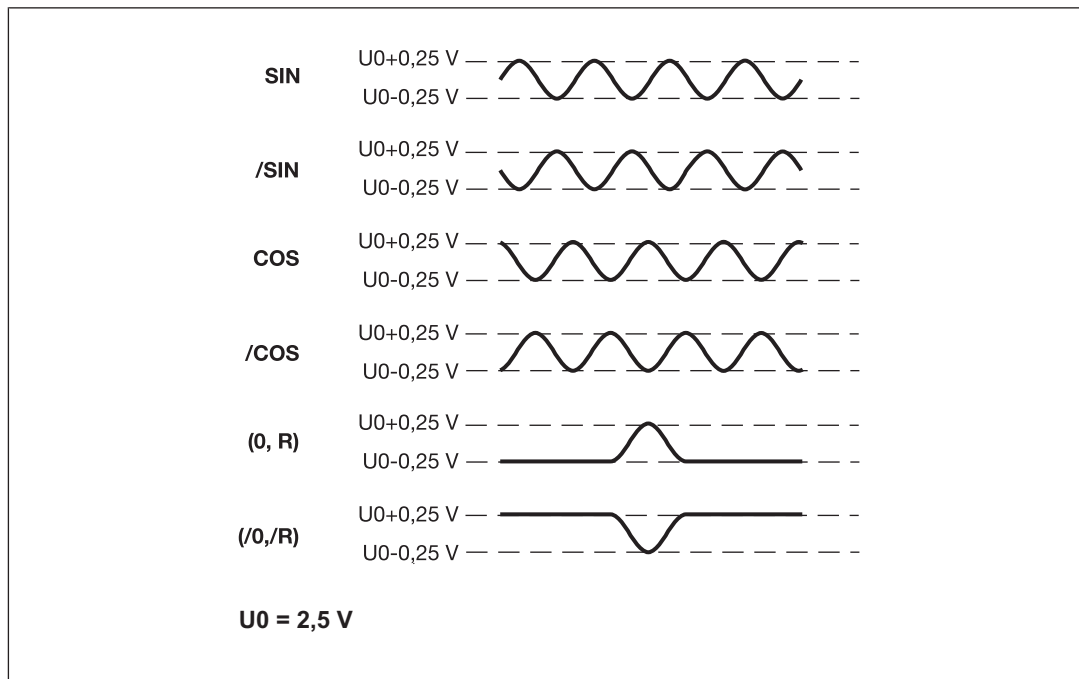 SIN
U0+0,25 V
U0-0,25 V
/SIN
U0+0,25 V
U0-0,25 V
COS
U0+0,25 V
U0-0,25 V
/COS
U0+0,25 V
U0-0,25 V
(0, R)
U0+0,25 V
U0-0,25 V
(/0,/R)
U0+0,25 V
U0-0,25 V
U0 = 2,5 V